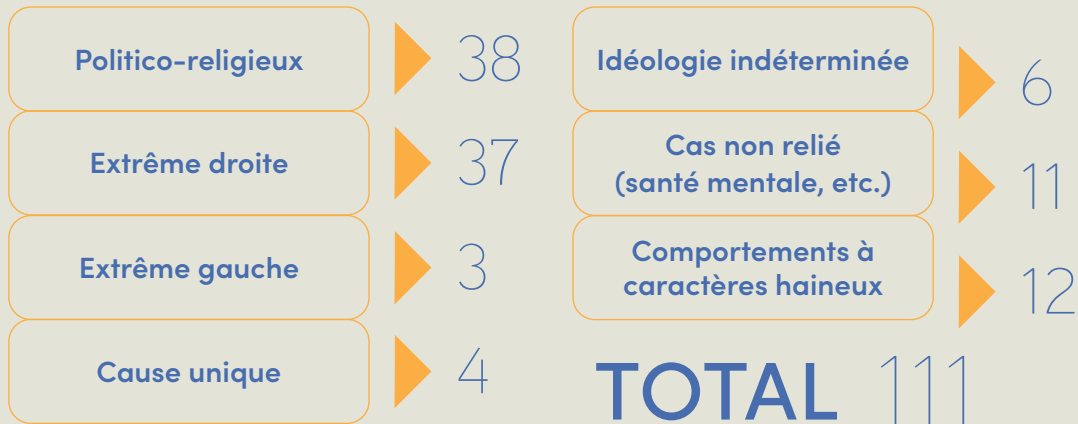 Politico-religieux 38
Extrême droite 37
Extrême gauche 3
Cause unique 4
Idéologie indéterminée 6
Cas non relié
(santé mentale, etc.) 11
Comportements à
caractères haineux 12
TOTAL 111